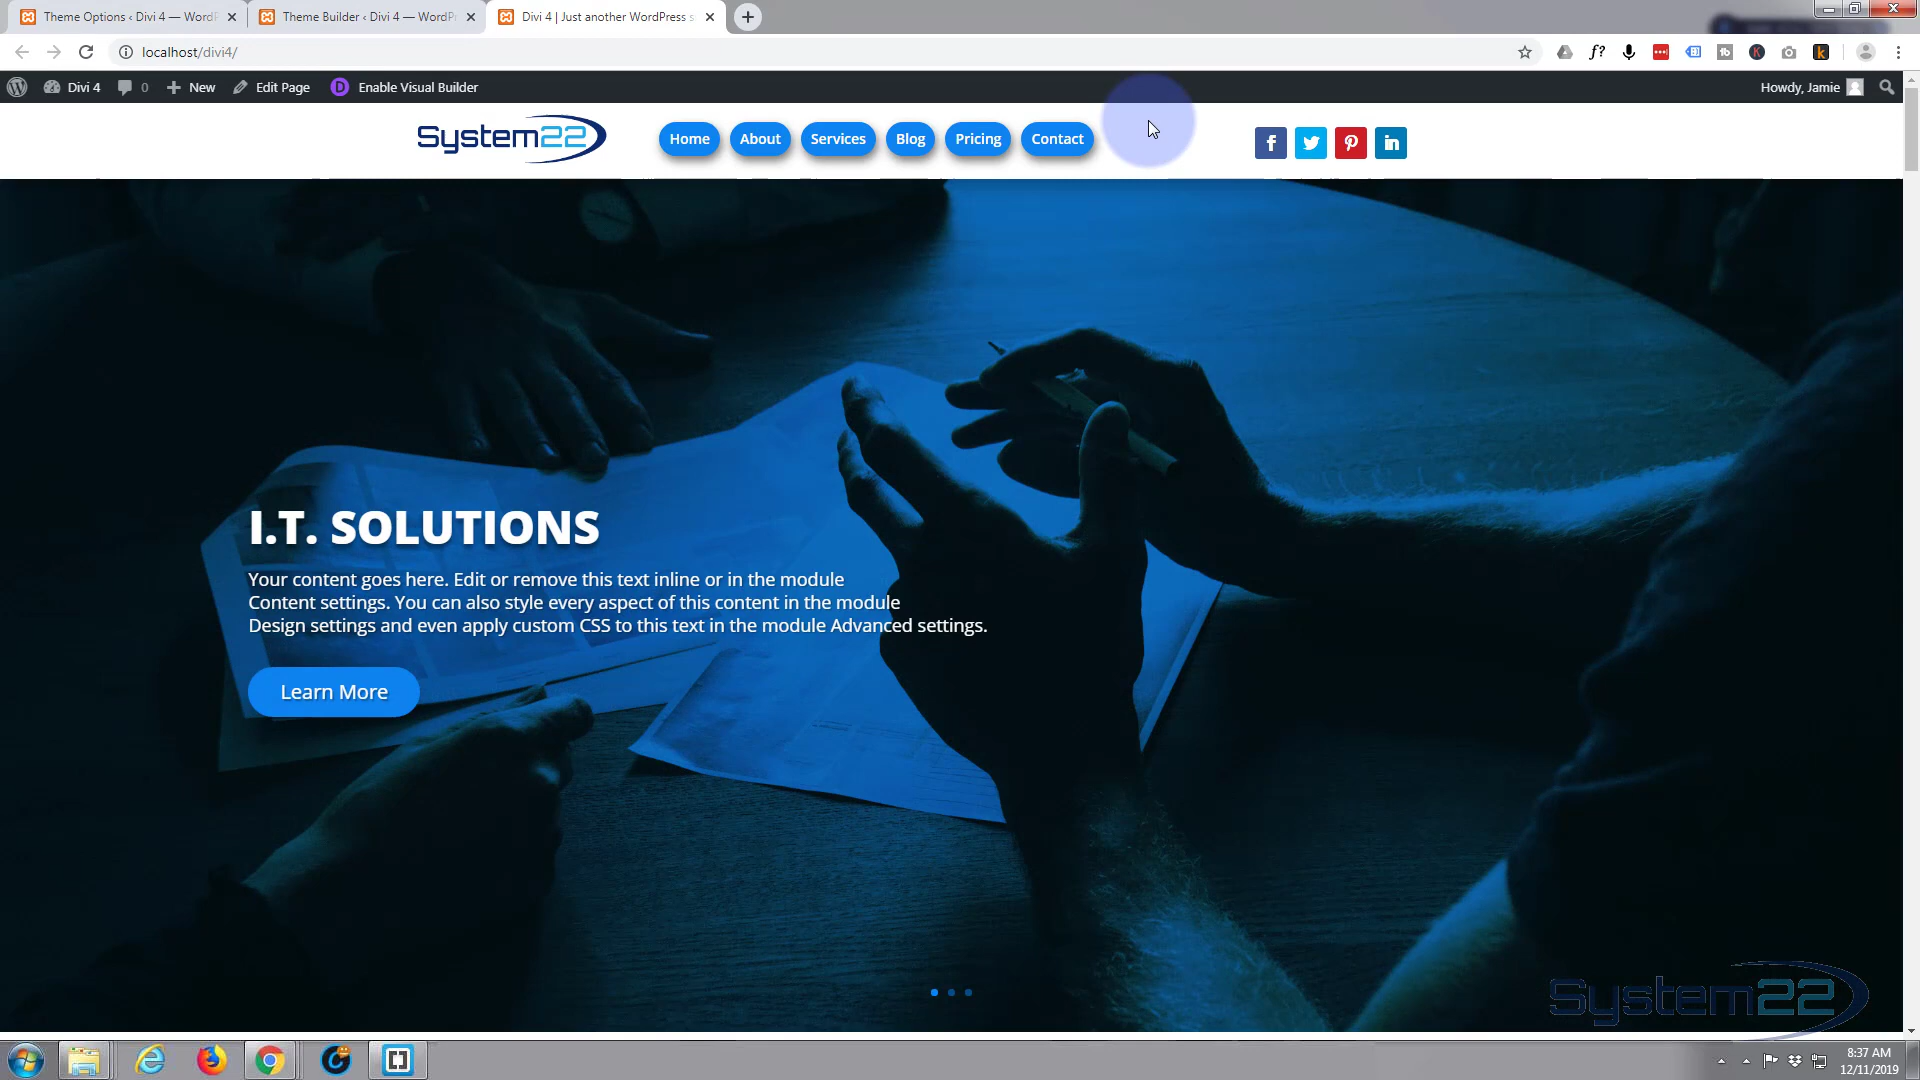 Theme Options ‹ Divi 4 — WordP
Theme Builder ‹ Divi 4 — WordPr
Divi 4 | Just another WordPress s
localhost/divi4/
Divi 4
0
New
Edit Page
Enable Visual Builder
Howdy, Jamie
System22
Home
About
Services
Blog
Pricing
Contact
I.T. SOLUTIONS
Your content goes here. Edit or remove this text inline or in the module
Content settings. You can also style every aspect of this content in the module
Design settings and even apply custom CSS to this text in the module Advanced settings.
Learn More
System22
8:37 AM
12/11/2019